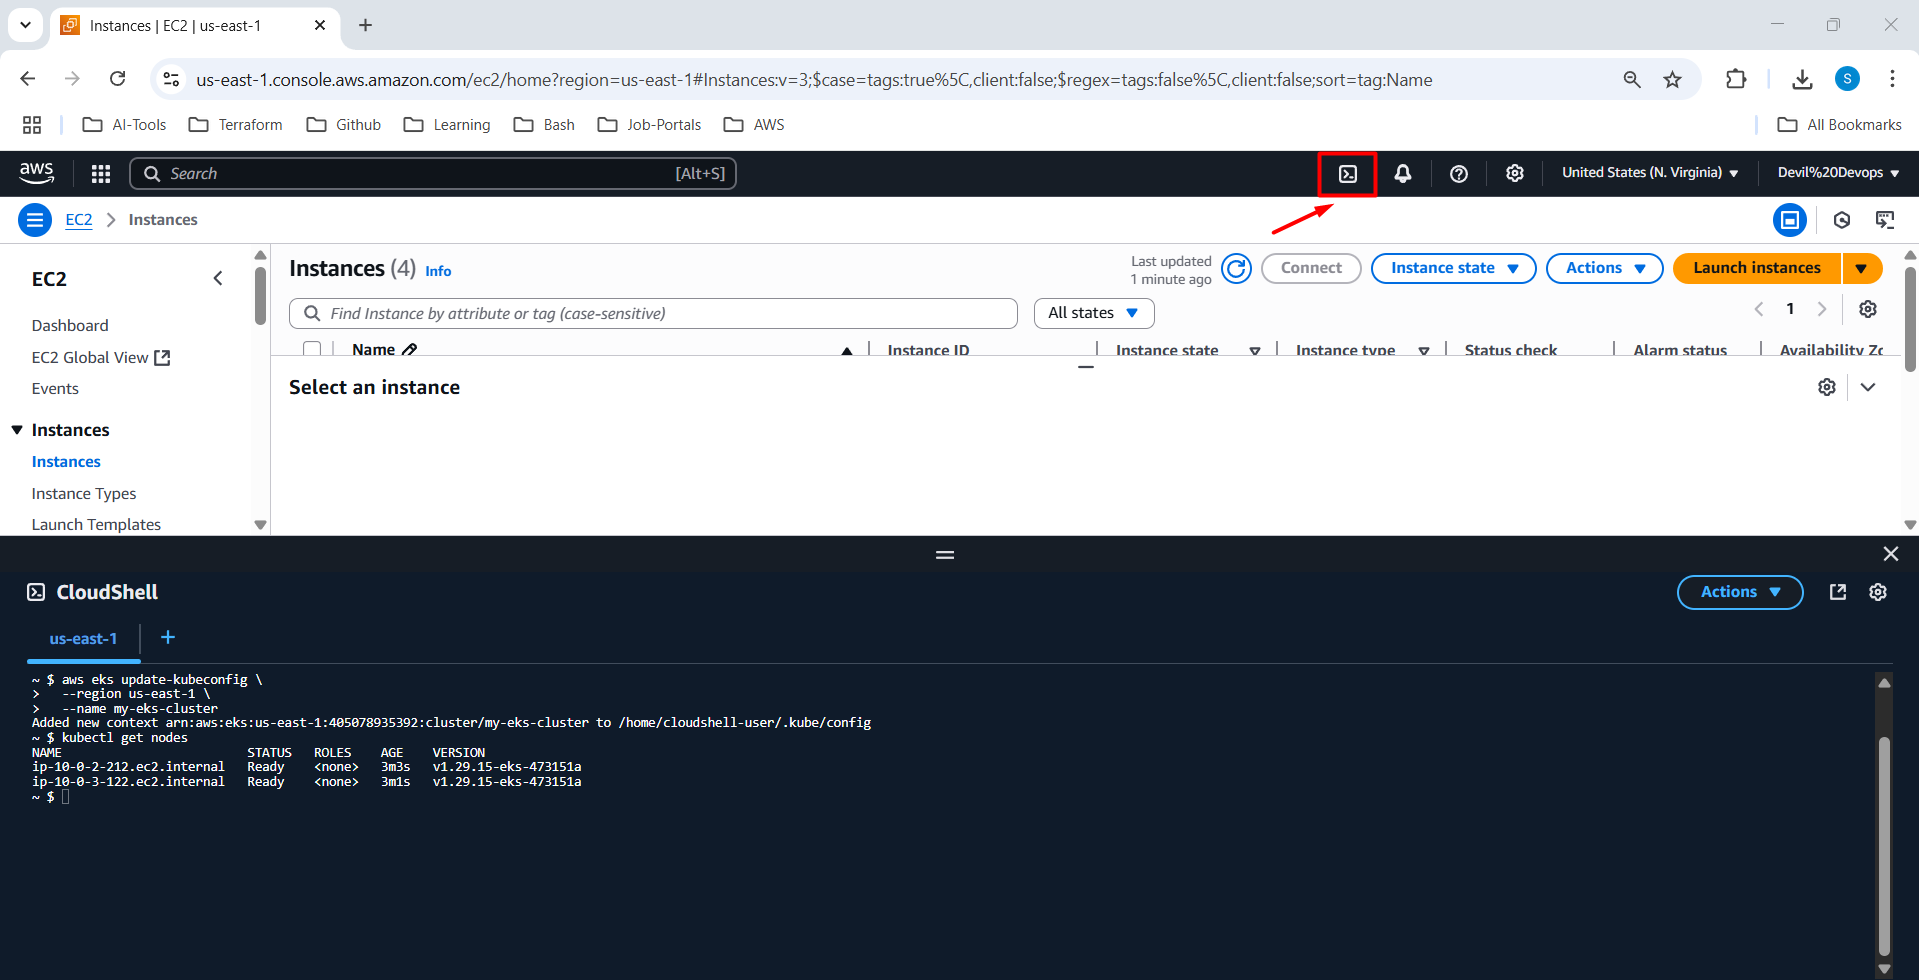 Instances | EC2 | us-east-1
us-east-1.console.aws.amazon.com/ec2/home?region=us-east-1#Instances:v=3;$case=tags:true%5C,client:false;$regex=tags:false%5C,client:false;sort=tag:Name
S
AI-Tools Terraform Github Learning Bash Job-Portals AWS All Bookmarks
aws Search [Alt+S] United States (N. Virginia) Devil%20Devops
EC2 Instances
EC2
Dashboard
EC2 Global View
Events
Instances
Instances
Instance Types
Launch Templates
Instances (4) Info
Last updated
1 minute ago
Connect Instance state Actions Launch instances
Find Instance by attribute or tag (case-sensitive) All states 1
Name Instance ID Instance state Instance type Status check Alarm status Availability Zo
Select an instance
CloudShell Actions
us-east-1 +
~ $ aws eks update-kubeconfig \
>   --region us-east-1 \
>   --name my-eks-cluster
Added new context arn:aws:eks:us-east-1:405078935392:cluster/my-eks-cluster to /home/cloudshell-user/.kube/config
~ $ kubectl get nodes
NAME STATUS ROLES AGE VERSION
ip-10-0-2-212.ec2.internal Ready <none> 3m3s v1.29.15-eks-473151a
ip-10-0-3-122.ec2.internal Ready <none> 3m1s v1.29.15-eks-473151a
~ $